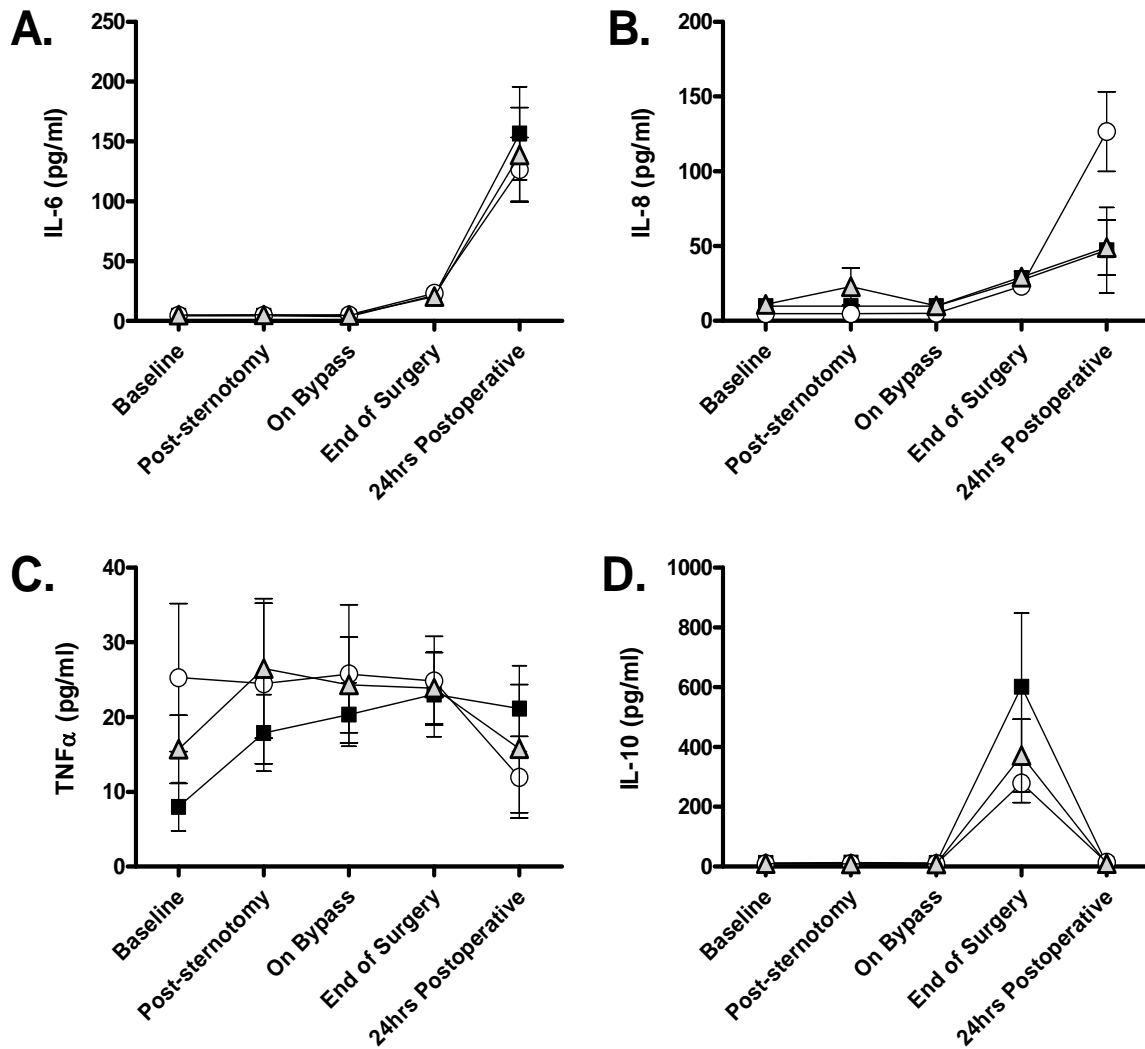 A.
IL-6 (pg/ml)
250
200
150
100
50
0
Baseline
Post-sternotomy
On Bypass
End of Surgery
24hrs Postoperative
B.
IL-8 (pg/ml)
200
150
100
50
0
Baseline
Post-sternotomy
On Bypass
End of Surgery
24hrs Postoperative
C.
TNFα (pg/ml)
40
30
20
10
0
Baseline
Post-sternotomy
On Bypass
End of Surgery
24hrs Postoperative
D.
IL-10 (pg/ml)
1000
800
600
400
200
0
Baseline
Post-sternotomy
On Bypass
End of Surgery
24hrs Postoperative